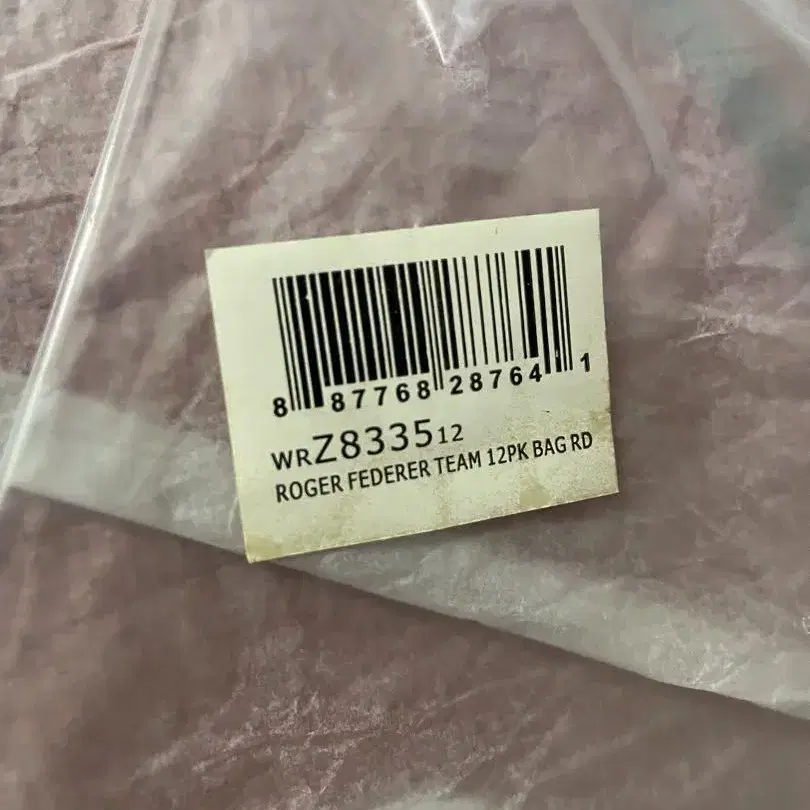 8 87768 28764 1
WRZ833512
ROGER FEDERER TEAM 12PK BAG RD